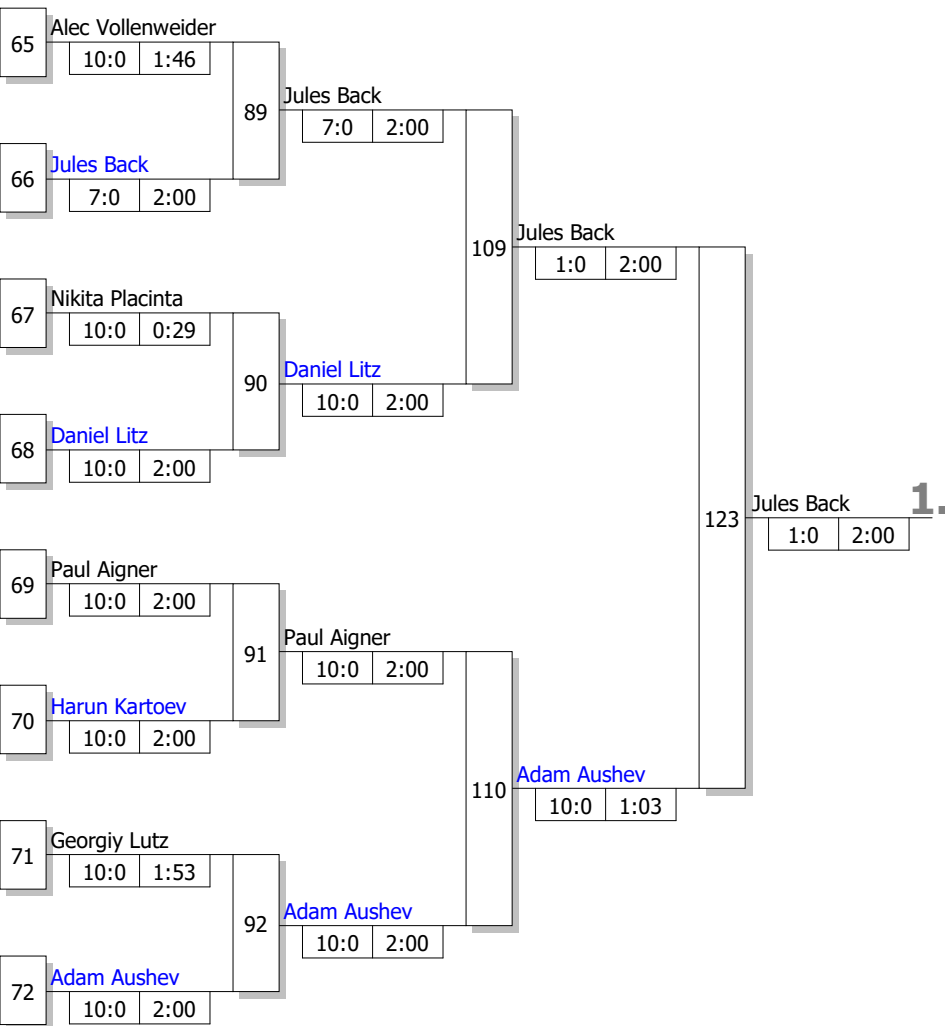 65 Alec Vollenweider
10:0 1:46
89 Jules Back
7:0 2:00
66 Jules Back
7:0 2:00
109 Jules Back
1:0 2:00
67 Nikita Placinta
10:0 0:29
90 Daniel Litz
10:0 2:00
68 Daniel Litz
10:0 2:00
123 Jules Back 1.
1:0 2:00
69 Paul Aigner
10:0 2:00
91 Paul Aigner
10:0 2:00
70 Harun Kartoev
10:0 2:00
110 Adam Aushev
10:0 1:03
71 Georgiy Lutz
10:0 1:53
92 Adam Aushev
10:0 2:00
72 Adam Aushev
10:0 2:00